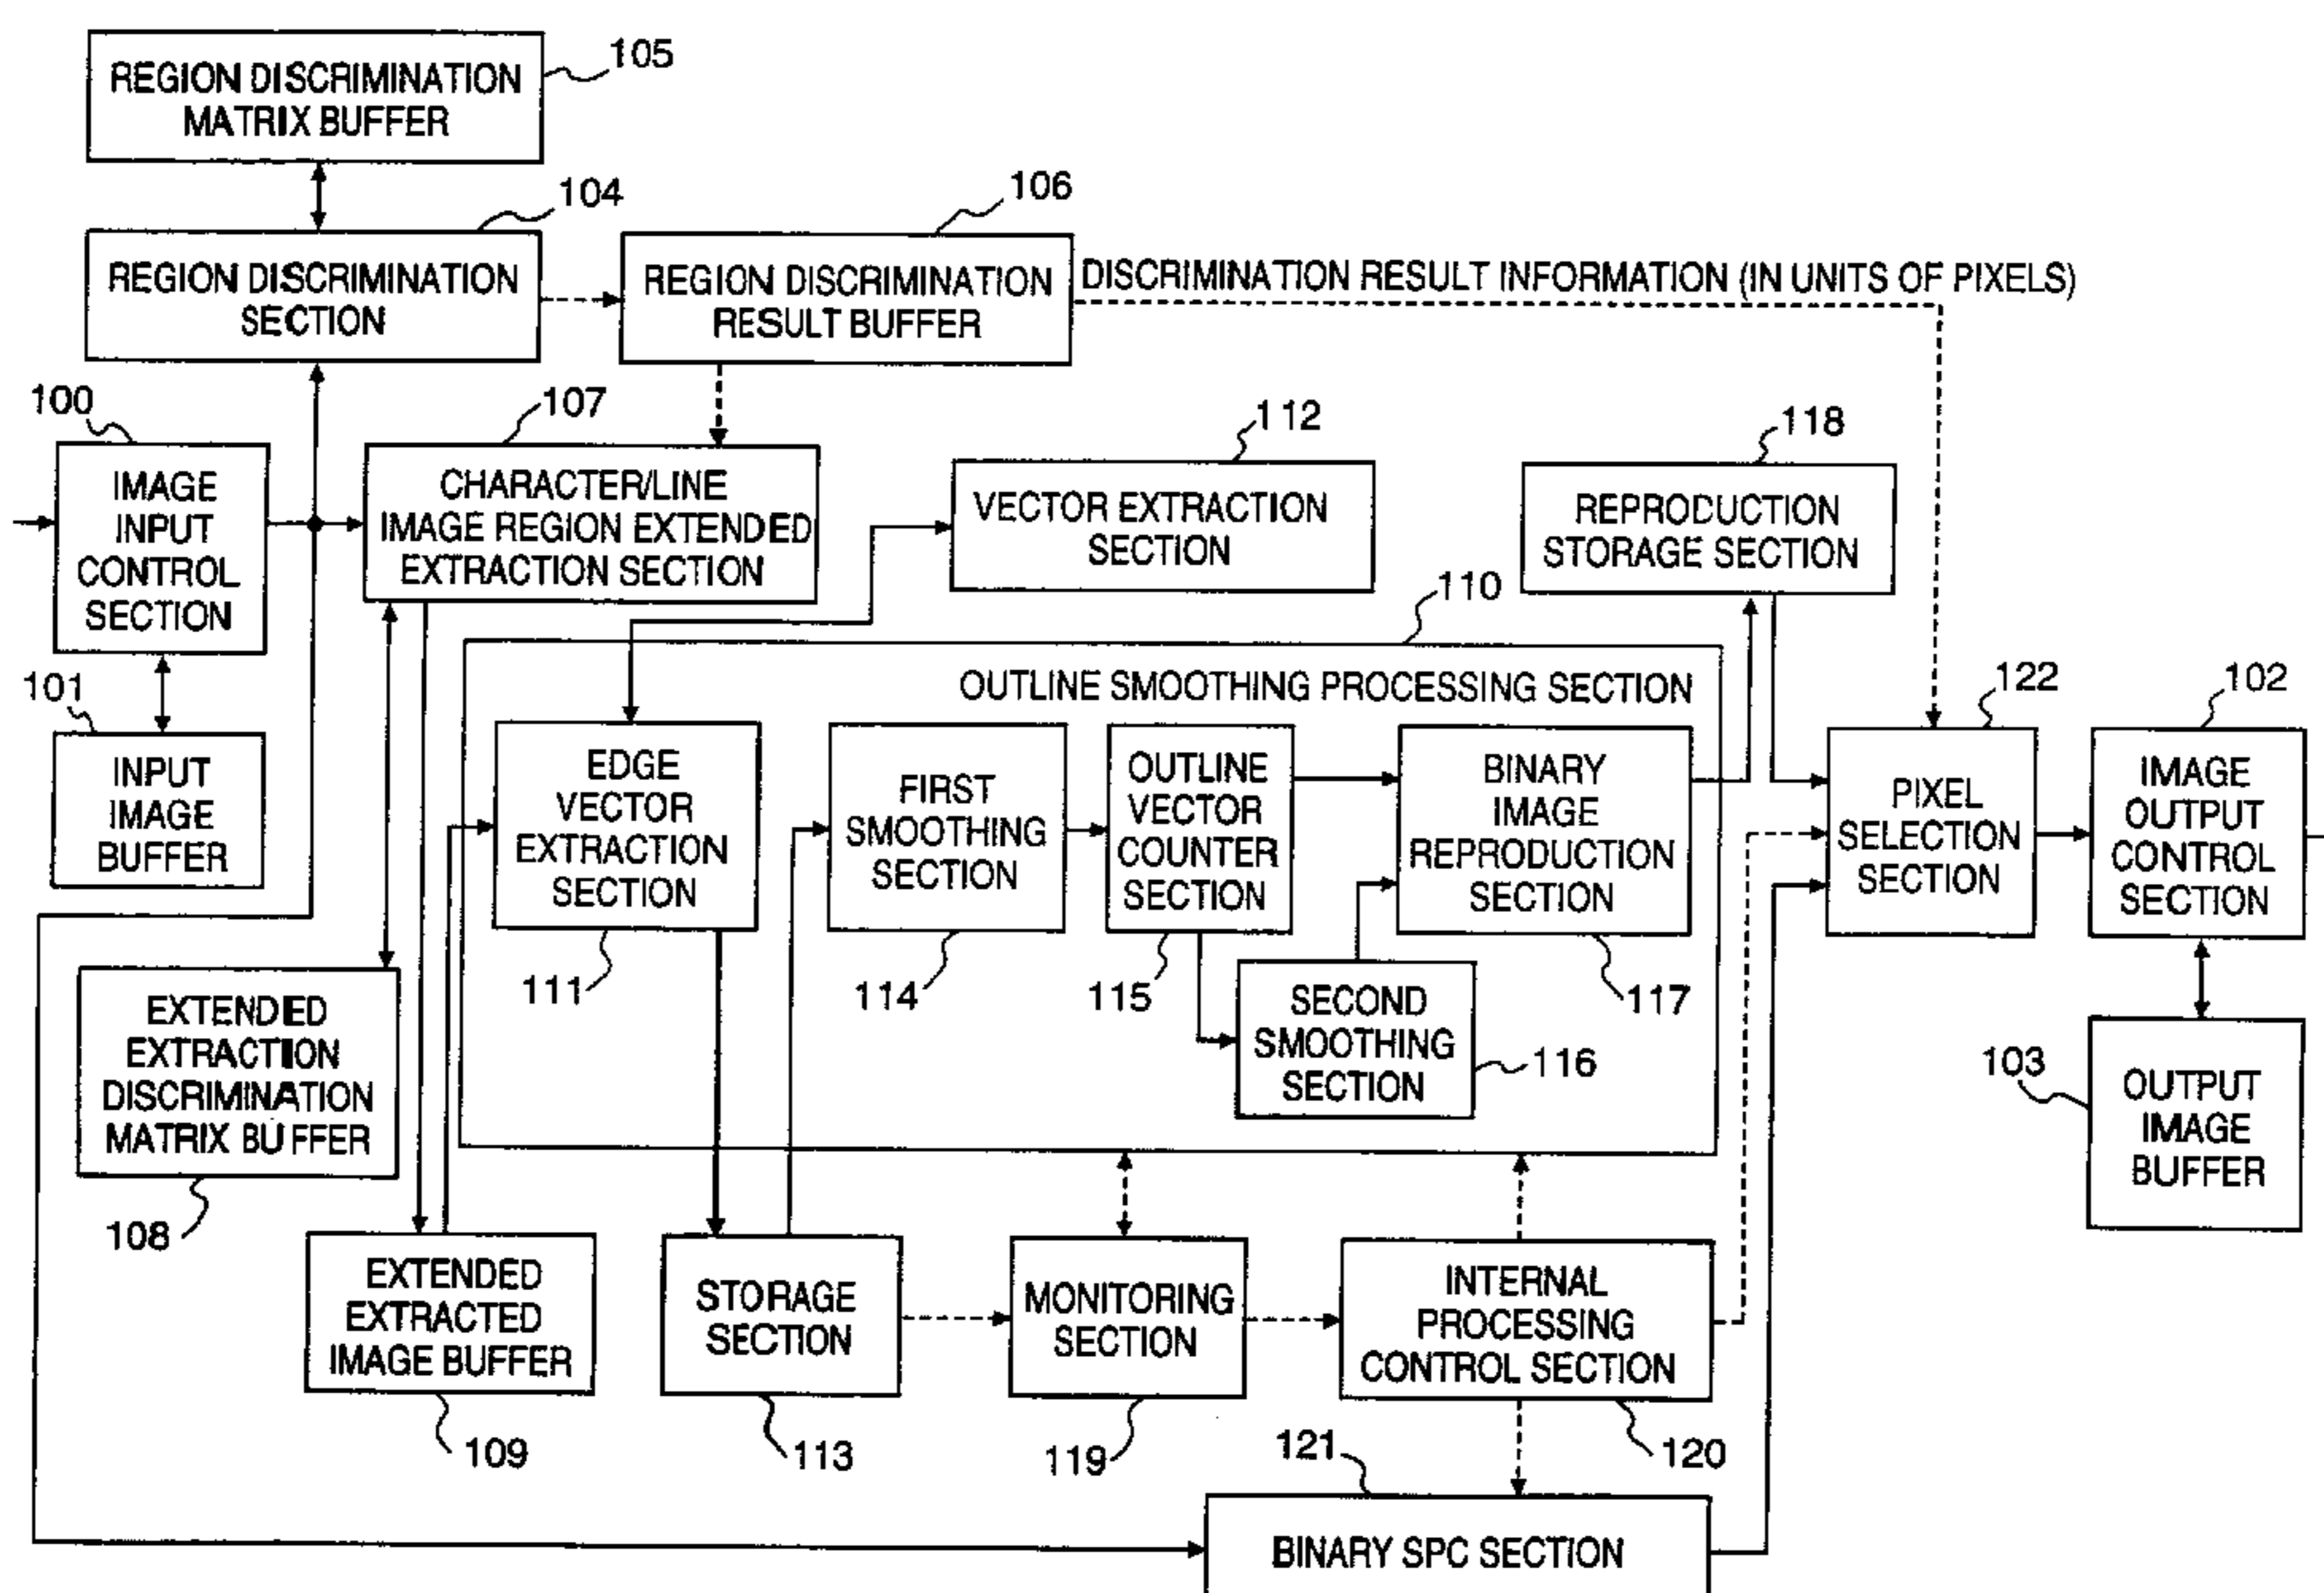 105
REGION DISCRIMINATION
MATRIX BUFFER
104
106
REGION DISCRIMINATION
SECTION
REGION DISCRIMINATION
RESULT BUFFER
DISCRIMINATION RESULT INFORMATION (IN UNITS OF PIXELS)
100
107
112
118
IMAGE
INPUT
CONTROL
SECTION
CHARACTER/LINE
IMAGE REGION EXTENDED
EXTRACTION SECTION
VECTOR EXTRACTION
SECTION
REPRODUCTION
STORAGE SECTION
110
101
OUTLINE SMOOTHING PROCESSING SECTION
122
102
INPUT
IMAGE
BUFFER
EDGE
VECTOR
EXTRACTION
SECTION
FIRST
SMOOTHING
SECTION
OUTLINE
VECTOR
COUNTER
SECTION
BINARY
IMAGE
REPRODUCTION
SECTION
PIXEL
SELECTION
SECTION
IMAGE
OUTPUT
CONTROL
SECTION
111
114
115
117
EXTENDED
EXTRACTION
DISCRIMINATION
MATRIX BUFFER
SECOND
SMOOTHING
SECTION
116
103
OUTPUT
IMAGE
BUFFER
108
EXTENDED
EXTRACTED
IMAGE BUFFER
STORAGE
SECTION
MONITORING
SECTION
INTERNAL
PROCESSING
CONTROL SECTION
109
113
119
121
120
BINARY SPC SECTION